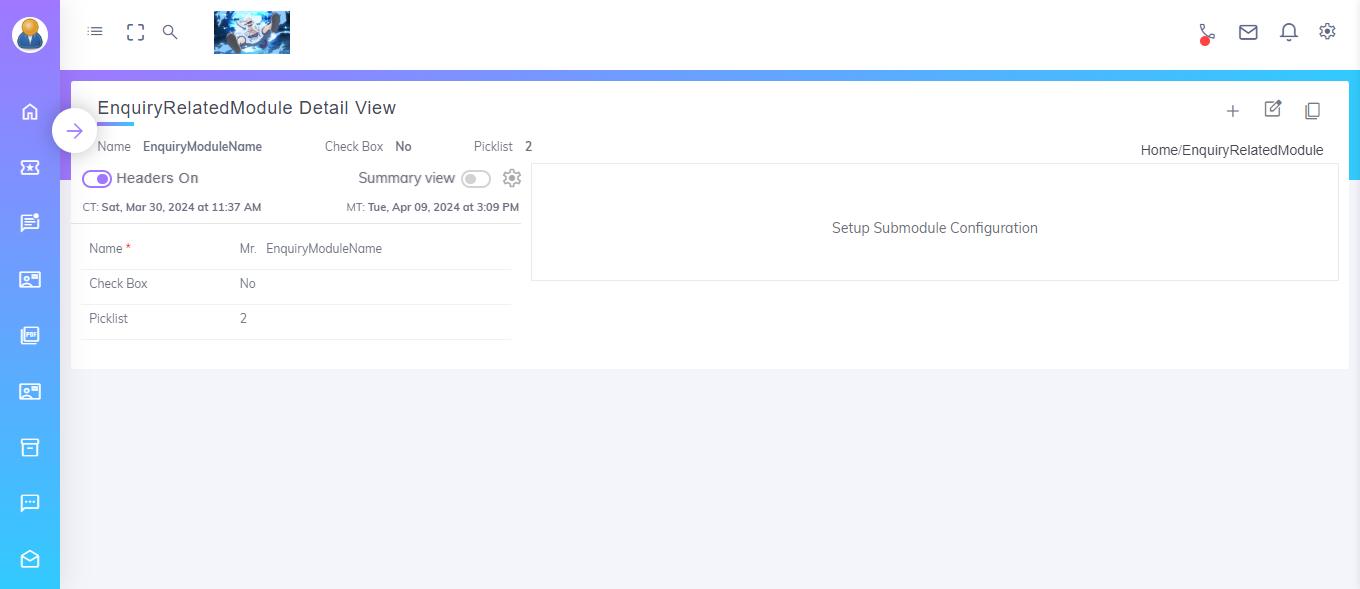 EnquiryRelatedModule Detail View
Name EnquiryModuleName Check Box No Picklist 2
Home/EnquiryRelatedModule
Headers On Summary view
CT: Sat, Mar 30, 2024 at 11:37 AM MT: Tue, Apr 09, 2024 at 3:09 PM
Setup Submodule Configuration
Name * Mr. EnquiryModuleName
Check Box No
Picklist 2
PDF